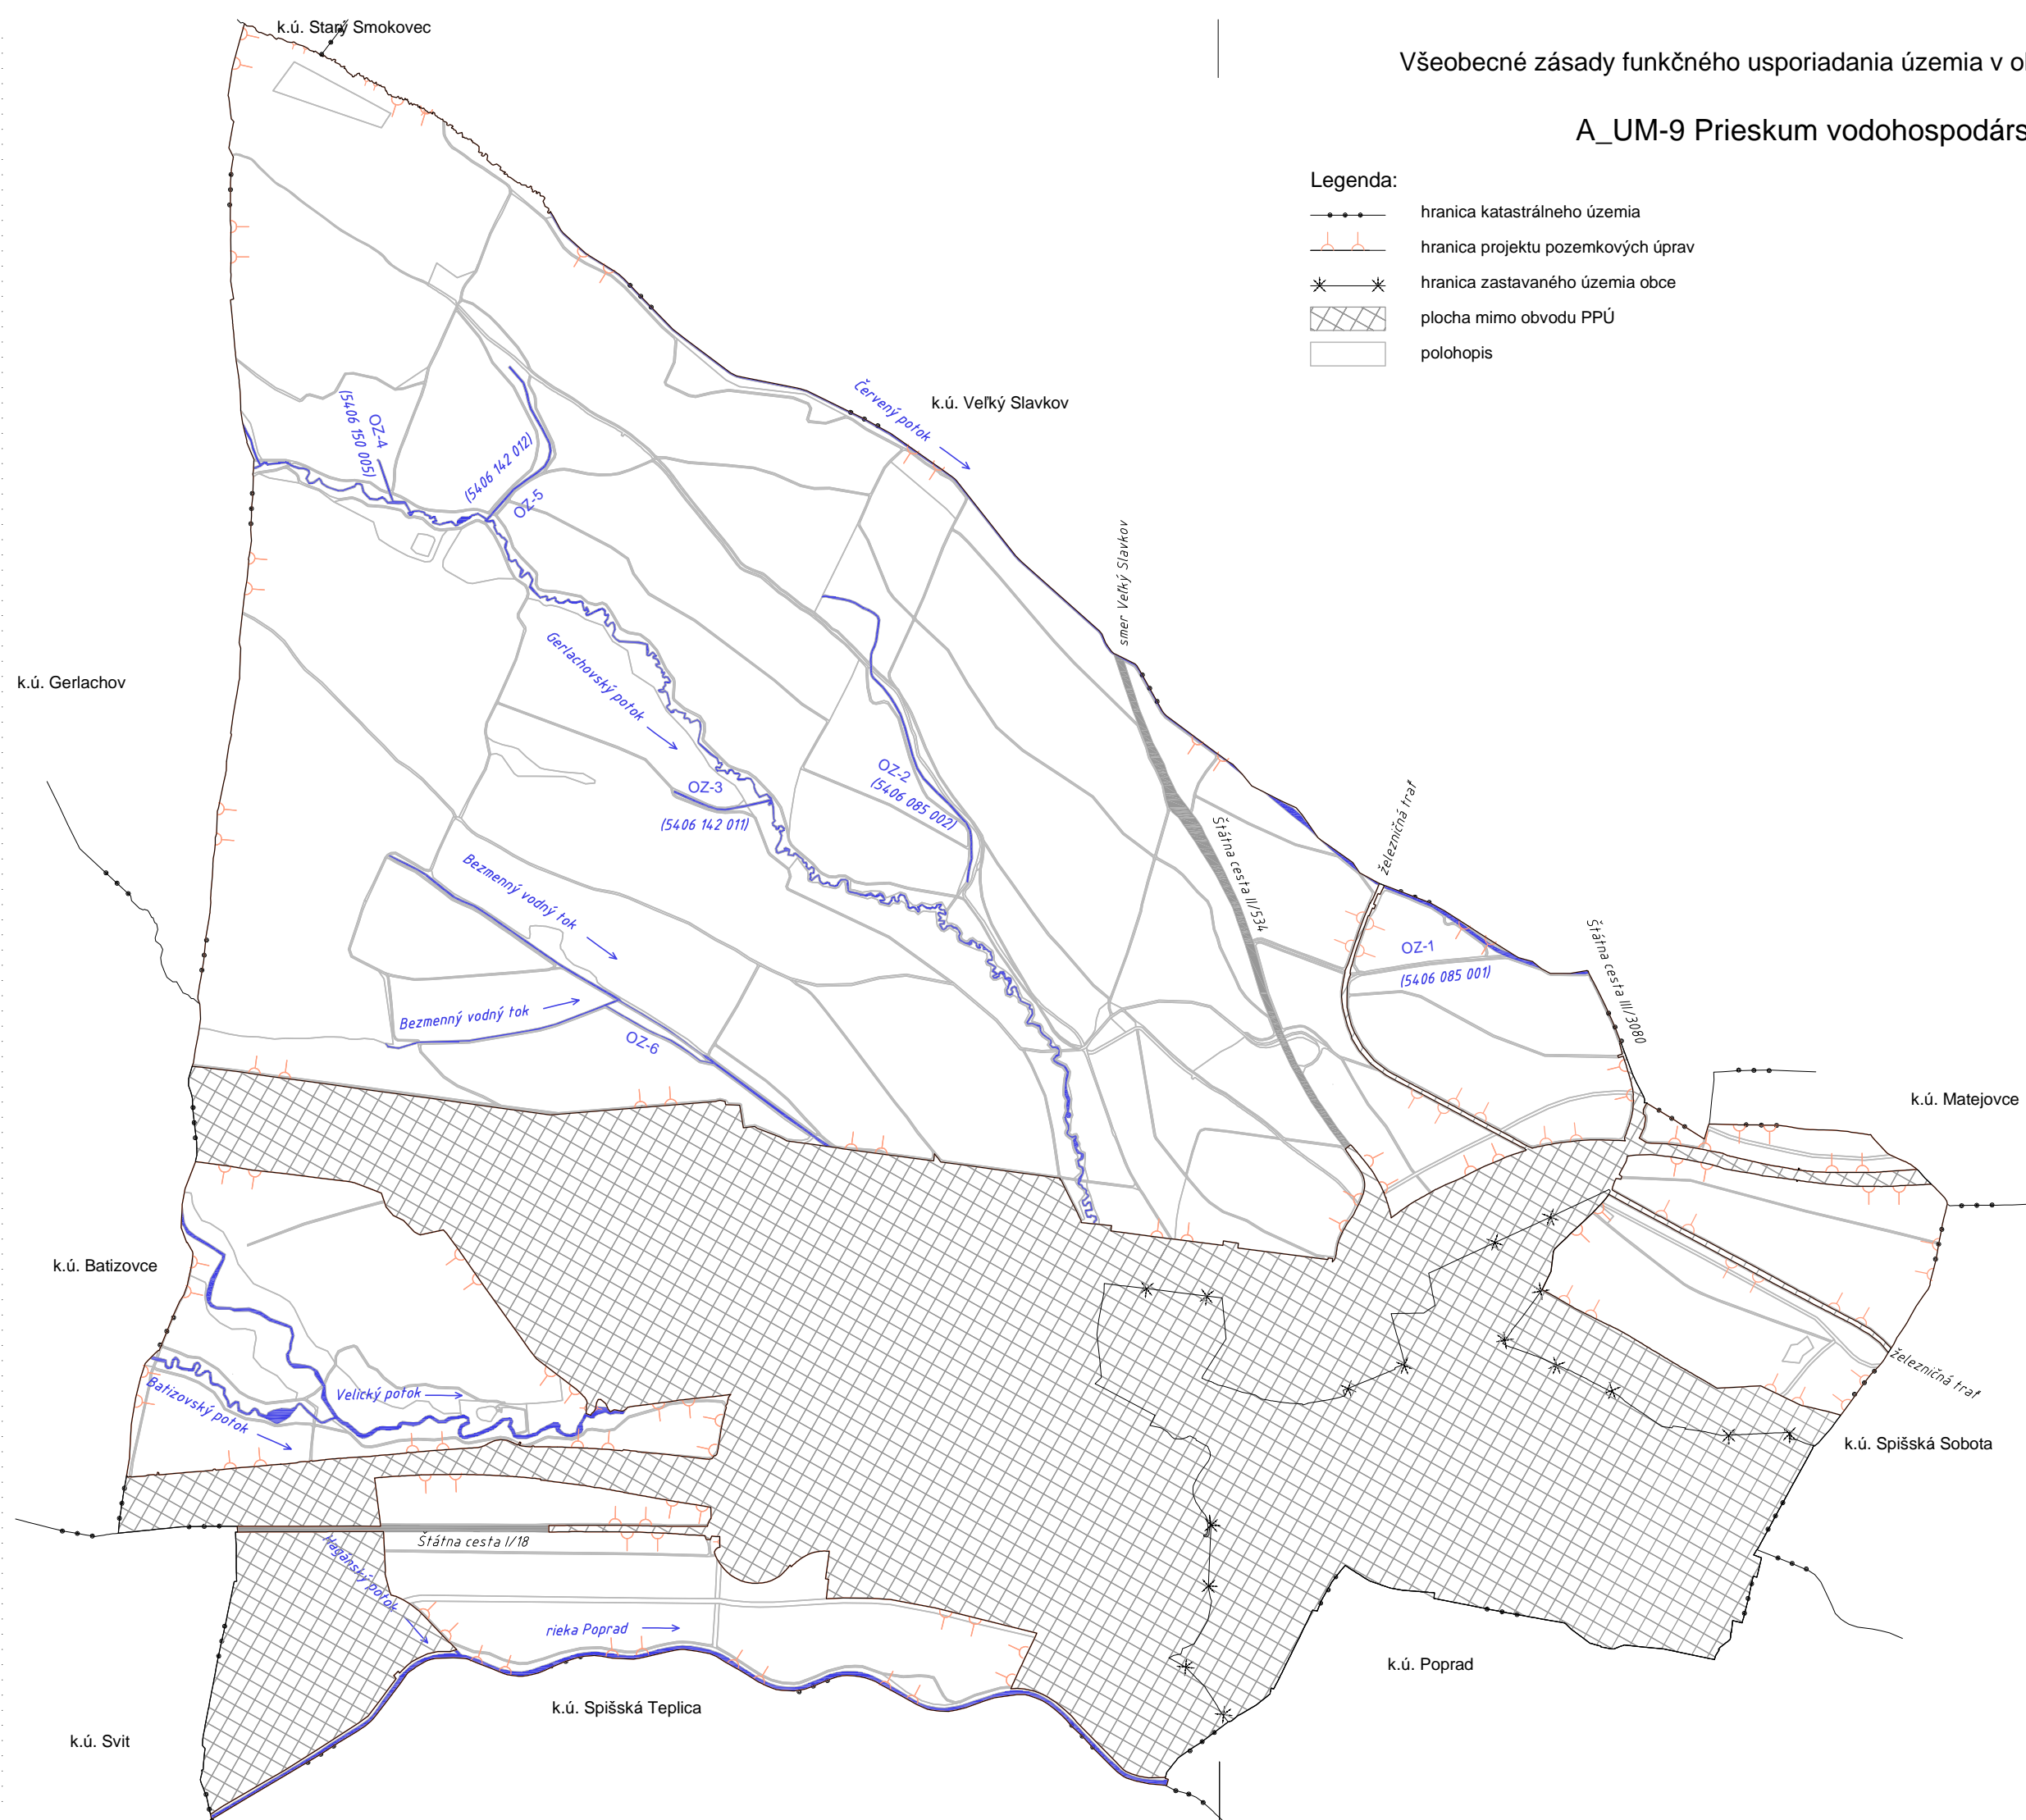 k.ú. Starý Smokovec
Všeobecné zásady funkčného usporiadania územia v
A_UM-9 Prieskum
Legenda:
hranica katastrálneho územia
hranica projektu pozemkových úprav
hranica zastavaného územia obce
plocha mimo obvodu PPÚ
polohopis
Červený potok
k.ú. Veľký Slavkov
OZ-4
(5406 150 005)
(5406 142 012)
OZ-5
smer Veľký Slavkov
Gerlachovský potok
k.ú. Gerlachov
OZ-2
(5406 085 002)
OZ-3
(5406 142 011)
železničná trať
Štátna cesta II/534
Bezmenný vodný tok
OZ-1
(5406 085 001)
Štátna cesta III/3080
Bezmenný vodný tok
OZ-6
k.ú. Matejovce
k.ú. Batizovce
Velický potok
Batizovský potok
železničná trať
k.ú. Spišská Sobota
Štátna cesta I/18
Hagánsky potok
rieka Poprad
k.ú. Poprad
k.ú. Spišská Teplica
k.ú. Svit